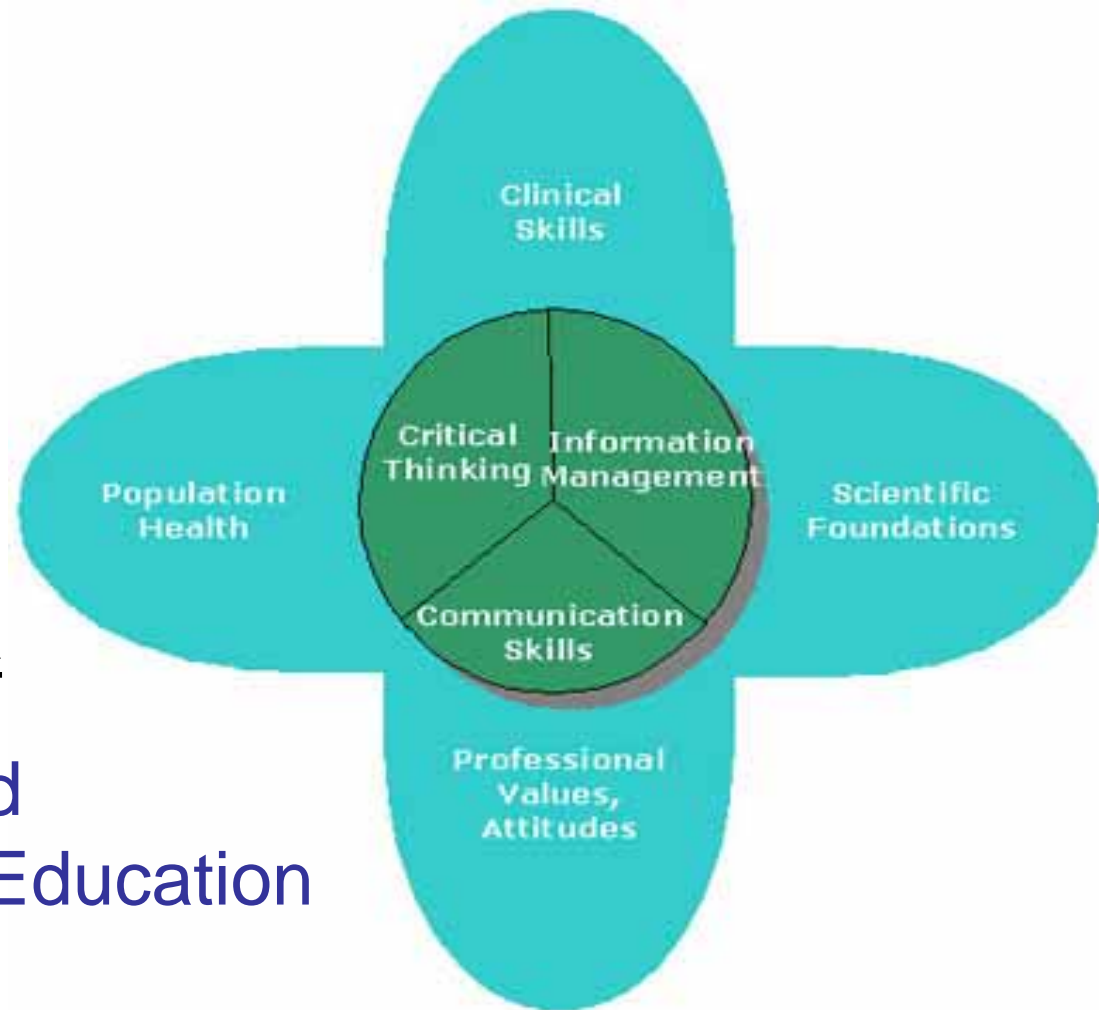 Clinical
Skills
Critical
Thinking
Information
Management
Population
Health
Scientific
Foundations
Communication
Skills
Professional
Values,
Attitudes
d
Education